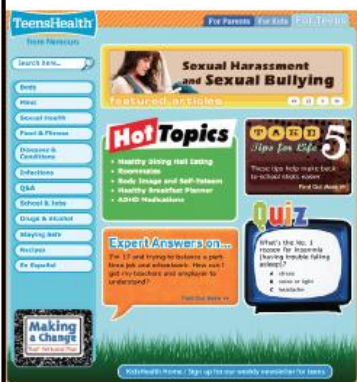 TeensHealth
from Nemours
For Parents For Kids For Teens
Search here...
Body
Mind
Sexual Health
Food & Fitness
Diseases &
Conditions
Infections
Q&A
School & Jobs
Drugs & Alcohol
Staying Safe
Recipes
En Español
Making
a Change
Your Personal Plan
Sexual Harassment
and Sexual Bullying
featured articles
Hot Topics
• Healthy Dining Hall Eating
• Roommates
• Body Image and Self-Esteem
• Healthy Breakfast Planner
• ADHD Medications
TAKE 5
Tips for Life
These tips help make back
to school days easier
Find Out More >>
Expert Answers on...
I'm 17 and trying to balance a part
time job and schoolwork. How can I
get my teachers and employer to
understand?
Find Out More >>
Quiz
What's the No. 1
reason for insomnia
(having trouble falling
asleep)?
A stress
B noise or light
C headache
KidsHealth Home / Sign up for our weekly newsletter for teens